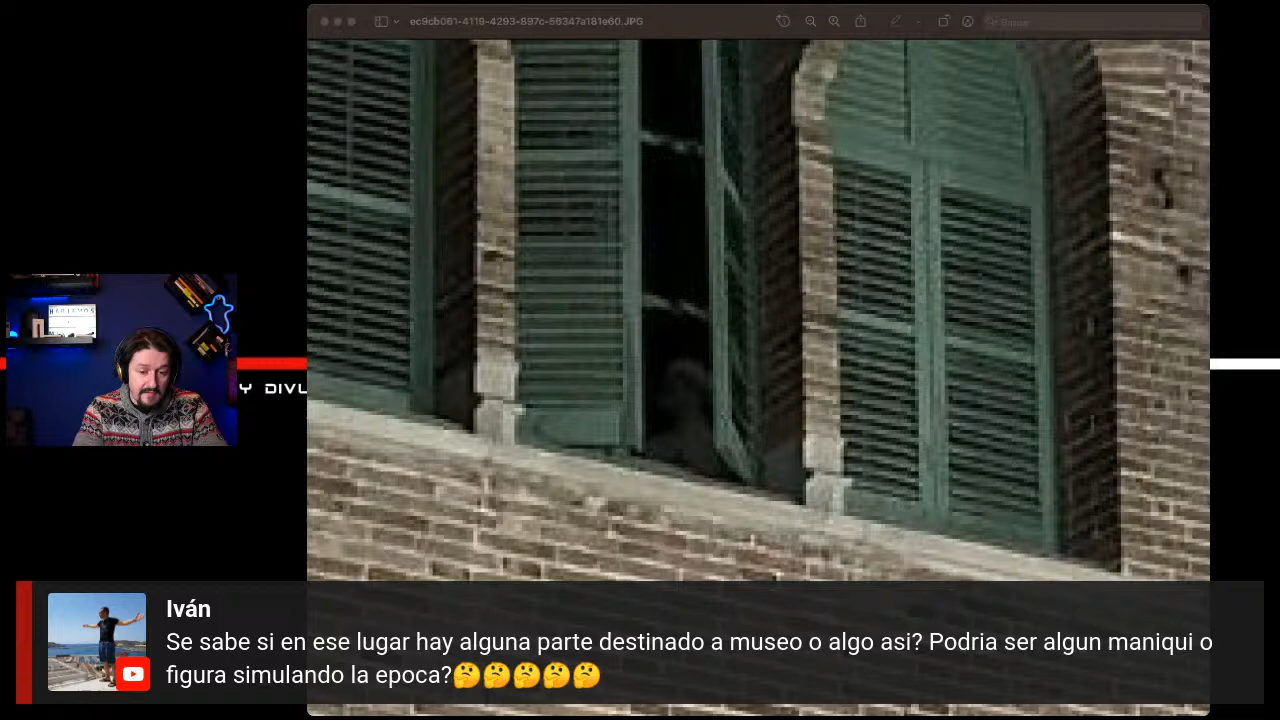 ec9cb061-4119-4293-897c-56347a181e60.JPG
Buscar
Y DIVU
Iván
Se sabe si en ese lugar hay alguna parte destinado a museo o algo asi? Podria ser algun maniqui o
figura simulando la epoca?🤔🤔🤔🤔🤔